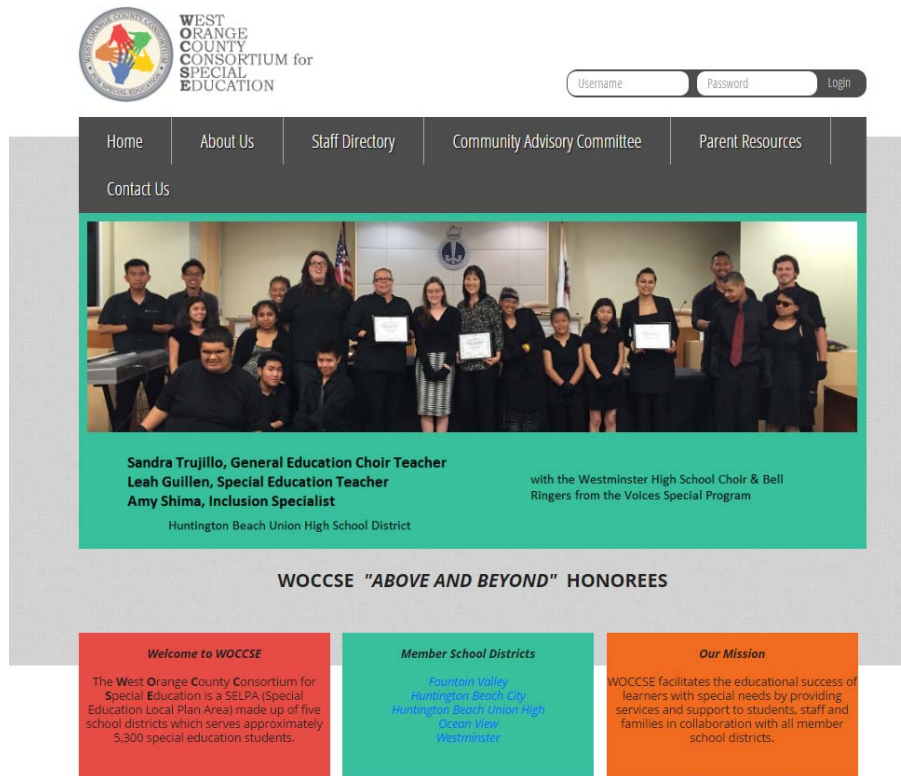 WEST ORANGE COUNTY CONSORTIUM
FOR SPECIAL EDUCATION
WEST
ORANGE
COUNTY
CONSORTIUM for
SPECIAL
EDUCATION
Username Password Login
Home About Us Staff Directory Community Advisory Committee Parent Resources
Contact Us
Sandra Trujillo, General Education Choir Teacher
Leah Guillen, Special Education Teacher
Amy Shima, Inclusion Specialist
Huntington Beach Union High School District
with the Westminster High School Choir & Bell
Ringers from the Voices Special Program
WOCCSE "ABOVE AND BEYOND" HONOREES
Welcome to WOCCSE
The West Orange County Consortium for
Special Education is a SELPA (Special
Education Local Plan Area) made up of five
school districts which serves approximately
5,300 special education students.
Member School Districts
Fountain Valley
Huntington Beach City
Huntington Beach Union High
Ocean View
Westminster
Our Mission
WOCCSE facilitates the educational success of
learners with special needs by providing
services and support to students, staff and
families in collaboration with all member
school districts.